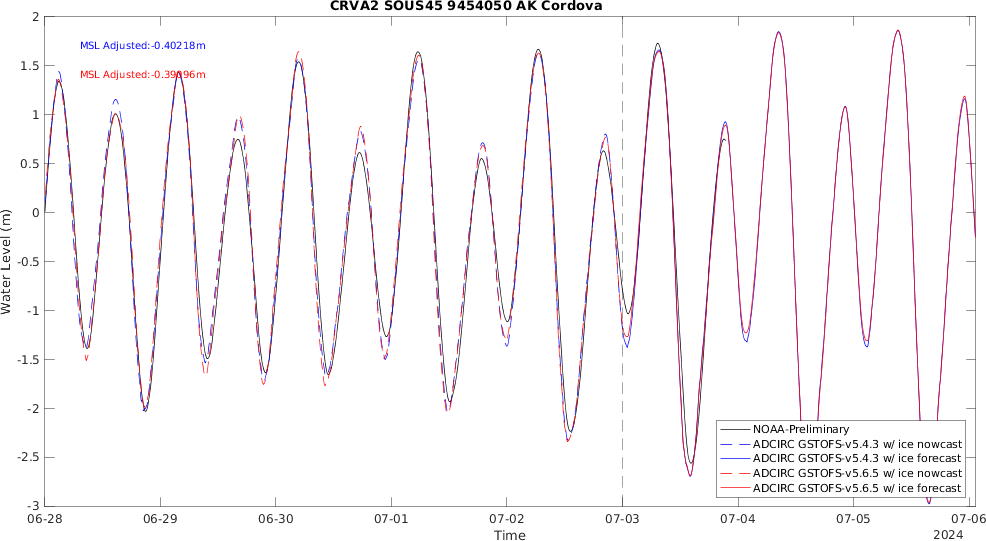 CRVA2 SOUS45 9454050 AK Cordova
MSL Adjusted:-0.40218m
MSL Adjusted:-0.39096m
Water Level (m)
2
1.5
1
0.5
0
-0.5
-1
-1.5
-2
-2.5
-3
NOAA-Preliminary
ADCIRC GSTOFS-v5.4.3 w/ ice nowcast
ADCIRC GSTOFS-v5.4.3 w/ ice forecast
ADCIRC GSTOFS-v5.6.5 w/ ice nowcast
ADCIRC GSTOFS-v5.6.5 w/ ice forecast
06-28 06-29 06-30 07-01 07-02 07-03 07-04 07-05 07-06
Time
2024